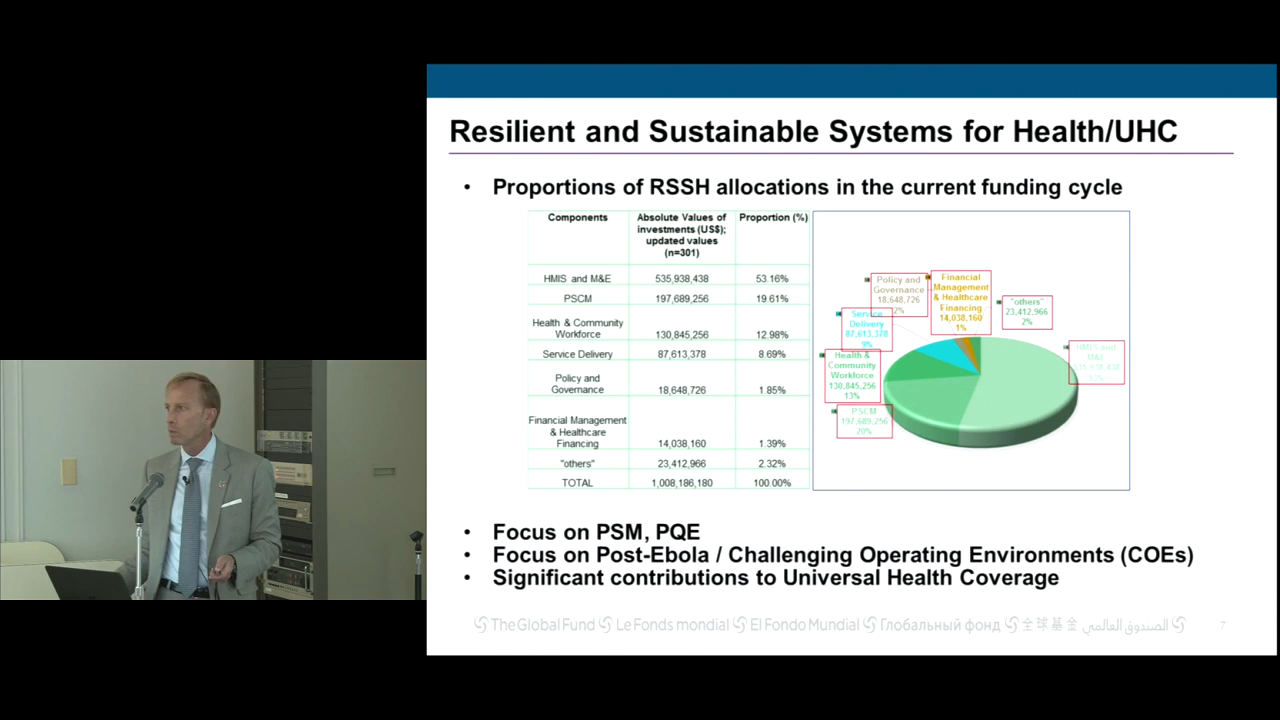 Resilient and Sustainable Systems for Health/UHC
• Proportions of RSSH allocations in the current funding cycle
Components Absolute Values of Proportion (%)
investments (US$);
updated values
(n=301)
HMIS and M&E 535,938,438 53.16%
PSCM 197,689,256 19.61%
Health & Community
Workforce 130,845,256 12.98%
Service Delivery 87,613,378 8.69%
Policy and
Governance 18,648,726 1.85%
Financial Management
& Healthcare
Financing 14,038,160 1.39%
"others" 23,412,966 2.32%
TOTAL 1,008,186,180 100.00%
Policy and
Governance
18,648,726
2%
Financial
Management
& Healthcare
Financing
14,038,160
1%
"others"
23,412,966
2%
Service
Delivery
87,613,378
9%
HMIS and
M&E
Health &
Community
Workforce
130,845,256
13%
PSCM
197,689,256
20%
• Focus on PSM, PQE
• Focus on Post-Ebola / Challenging Operating Environments (COEs)
• Significant contributions to Universal Health Coverage
The Global Fund Le Fonds mondial El Fondo Mundial Глобальный фонд 全球基金 الصندوق العالمي 7